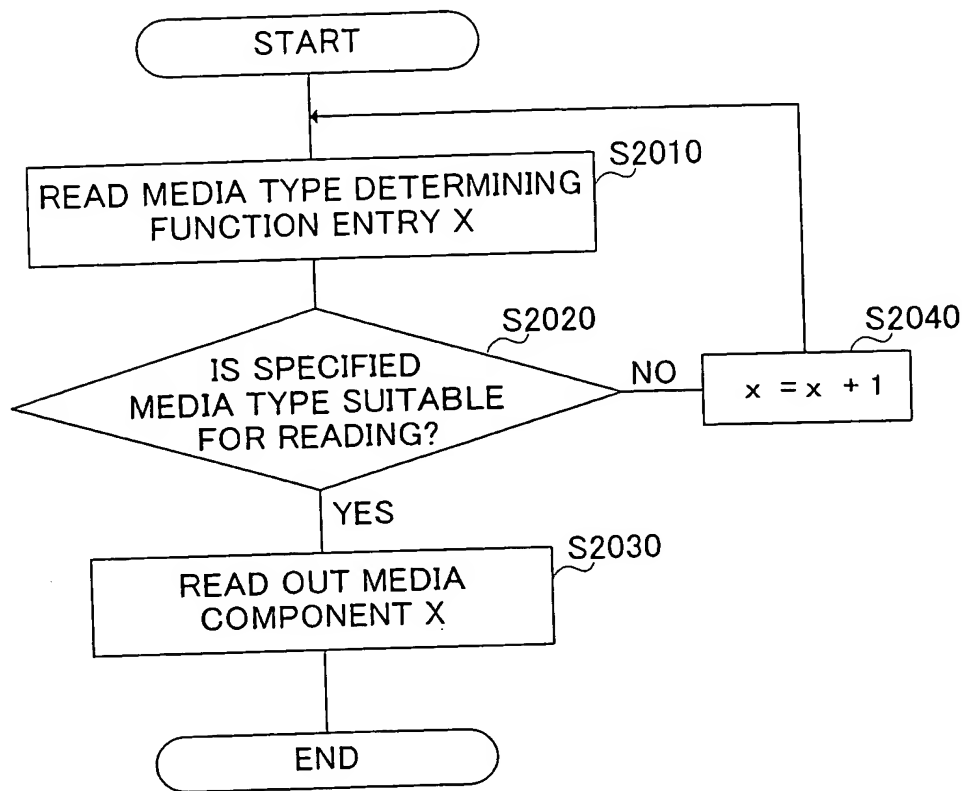 START
S2010
READ MEDIA TYPE DETERMINING
FUNCTION ENTRY X
S2020
IS SPECIFIED
MEDIA TYPE SUITABLE
FOR READING?
NO
S2040
x = x + 1
YES
S2030
READ OUT MEDIA
COMPONENT X
END